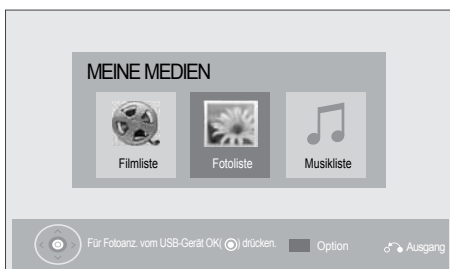 MEINE MEDIEN
Filmliste
Fotoliste
Musikliste
Für Fotoanz. vom USB-Gerät OK(◉) drücken.
Option
Ausgang